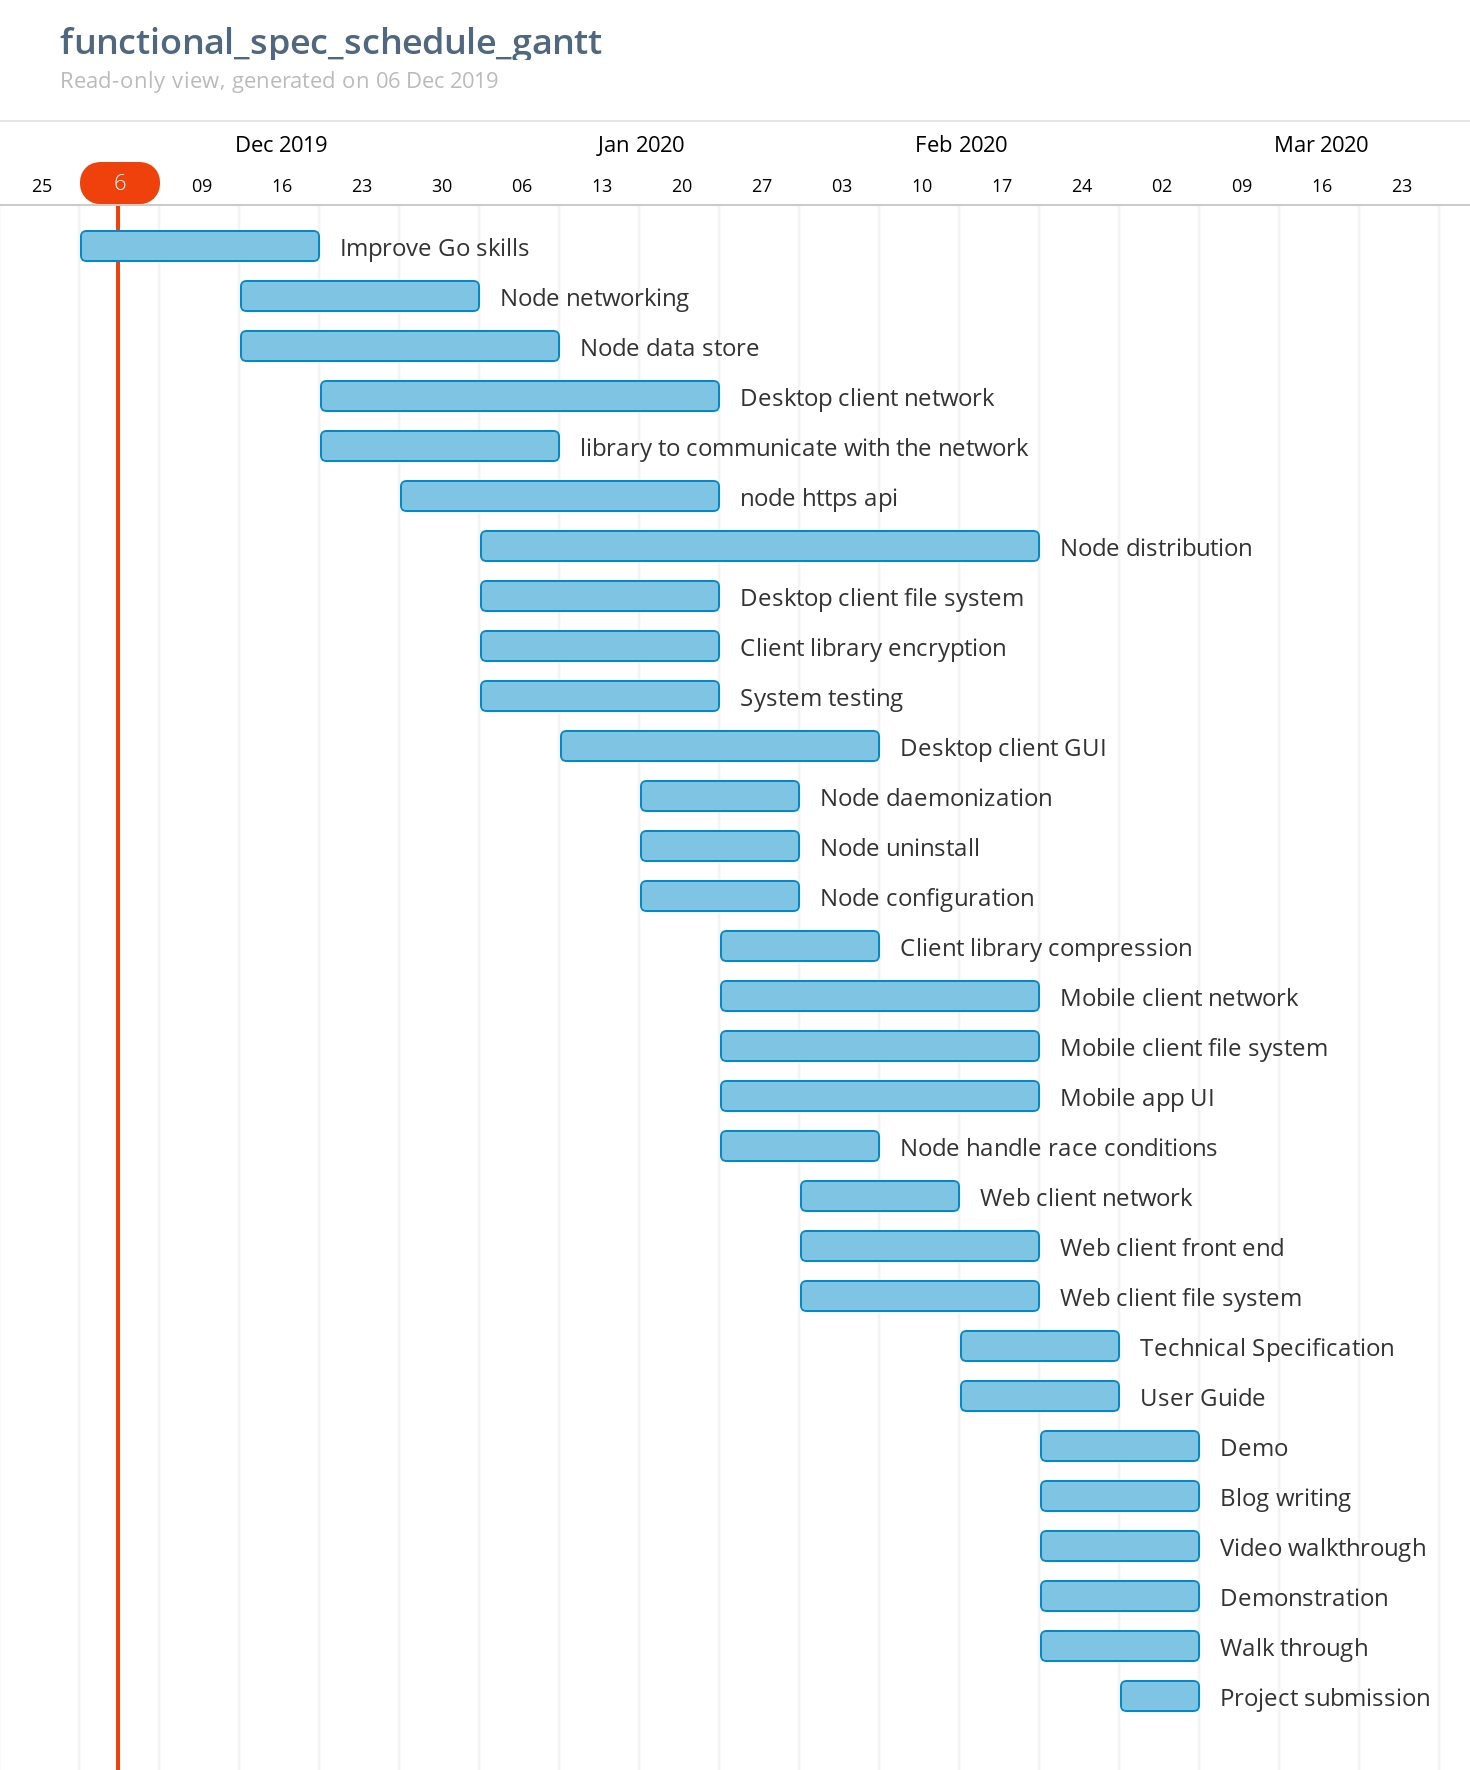 functional_spec_schedule_gantt
Read-only view, generated on 06 Dec 2019
Dec 2019 Jan 2020 Feb 2020 Mar 2020
25 6 09 16 23 30 06 13 20 27 03 10 17 24 02 09 16 23
Improve Go skills
Node networking
Node data store
Desktop client network
library to communicate with the network
node https api
Node distribution
Desktop client file system
Client library encryption
System testing
Desktop client GUI
Node daemonization
Node uninstall
Node configuration
Client library compression
Mobile client network
Mobile client file system
Mobile app UI
Node handle race conditions
Web client network
Web client front end
Web client file system
Technical Specification
User Guide
Demo
Blog writing
Video walkthrough
Demonstration
Walk through
Project submission